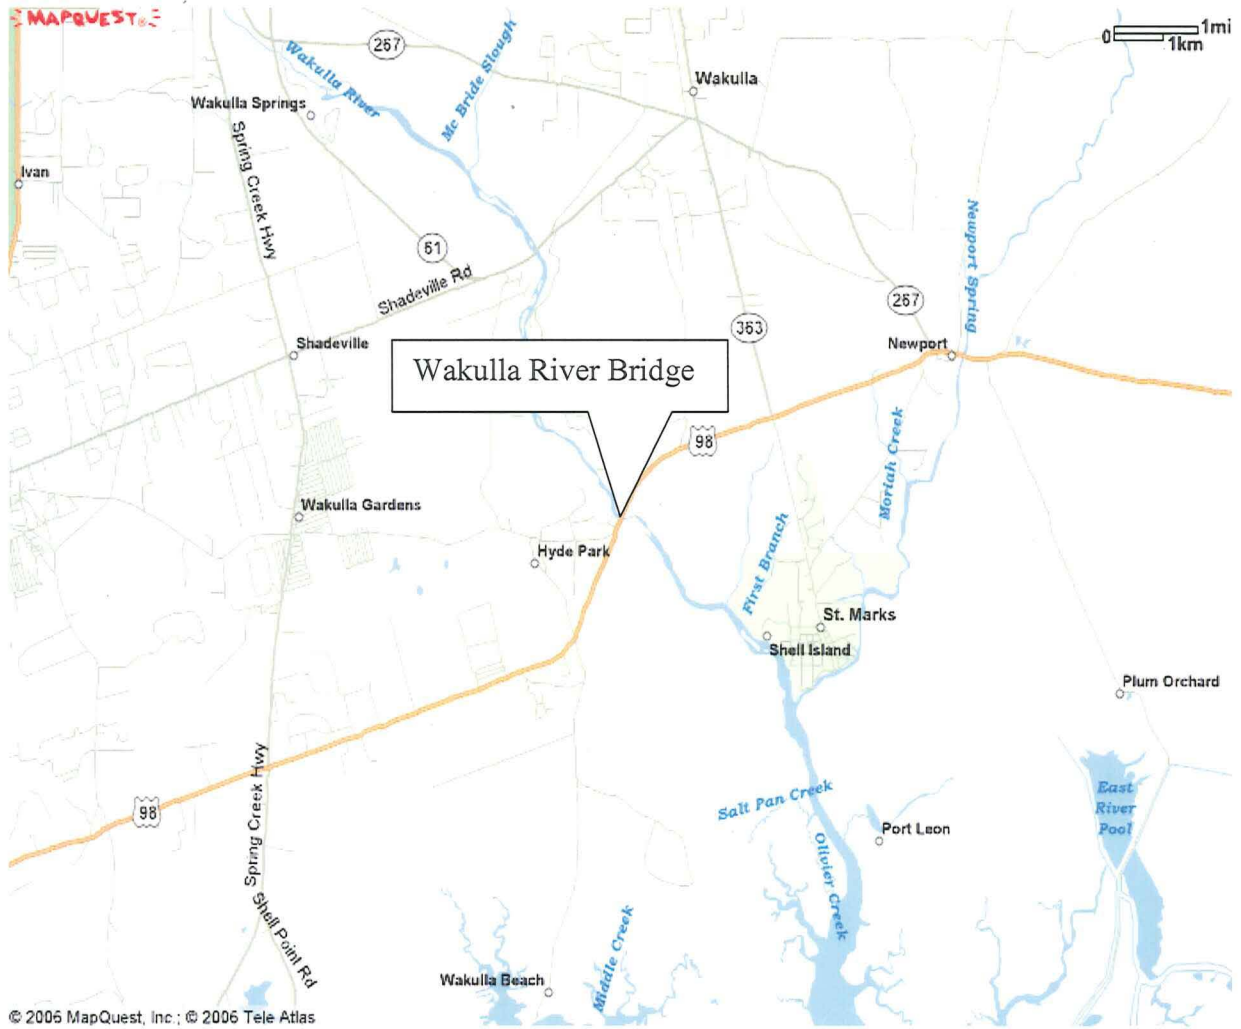 MAPQUEST
0 1mi
1km
267
Wakulla River
Mc Bride Slough
Wakulla
Wakulla Springs
Spring Creek Hwy
Ivan
61
Shadeville Rd
Newport Spring
267
363
Newport
Shadeville
Wakulla River Bridge
98
Moriah Creek
Wakulla Gardens
Hyde Park
First Branch
St. Marks
Shell Island
Plum Orchard
Spring Creek Hwy
98
Salt Pan Creek
East
River
Pool
Port Leon
Olivier Creek
Shell Point Rd
Middle Creek
Wakulla Beach
© 2006 MapQuest, Inc.; © 2006 Tele Atlas